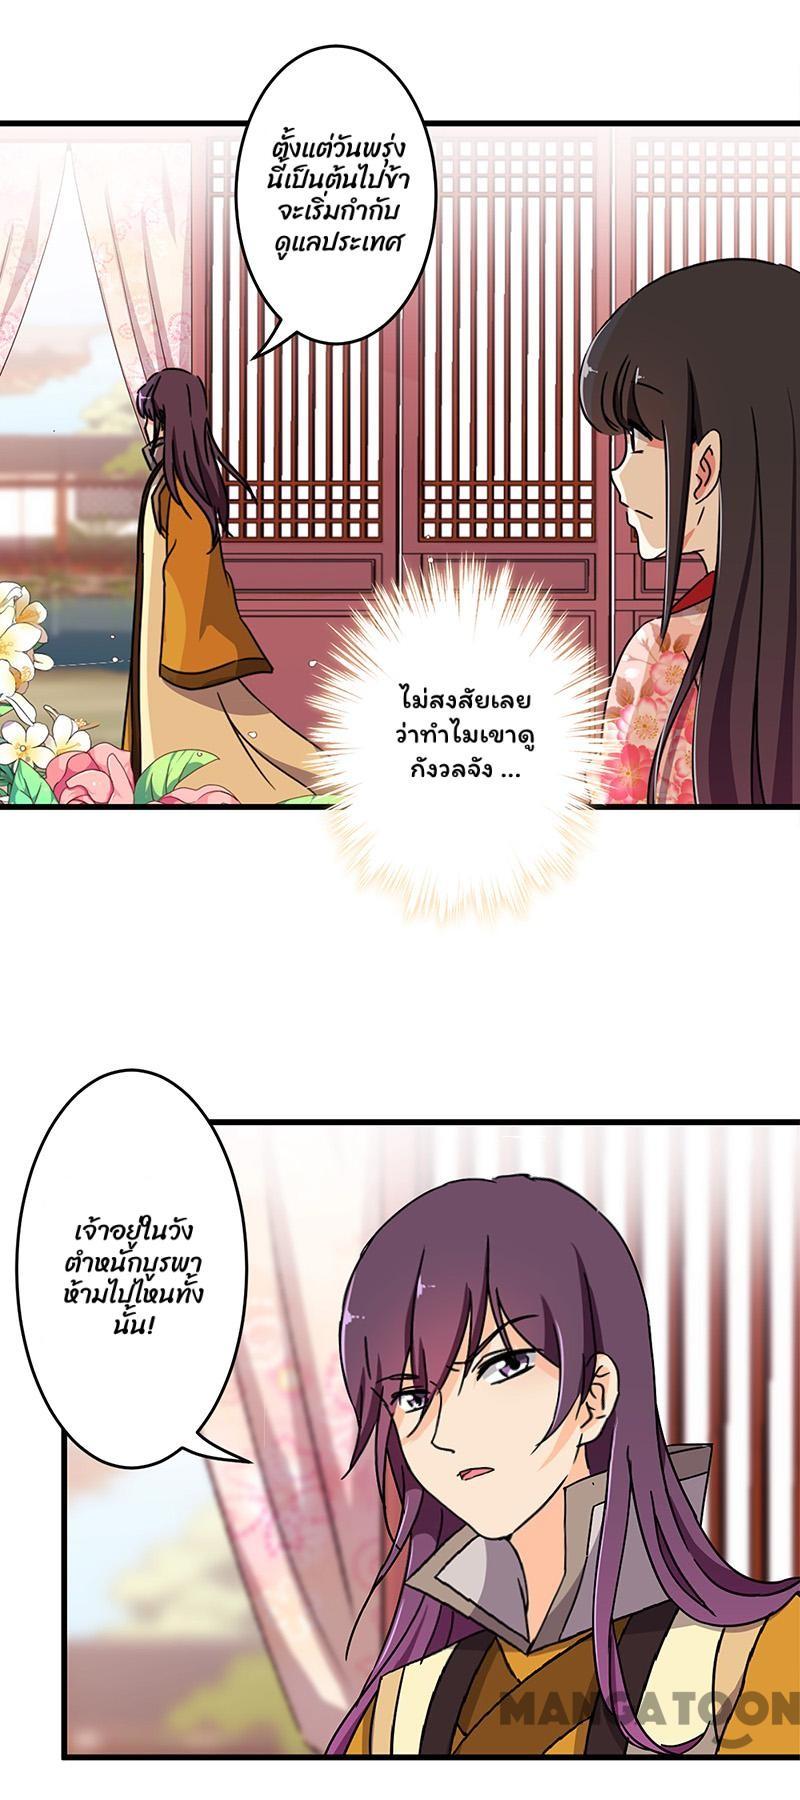 ตั้งแต่วันพรุ่ง
นี้เป็นต้นไปข้า
จะเริ่มกำกับ
ดูแลประเทศ
ไม่สงสัยเลย
ว่าทำไมเขาดู
กังวลจัง ...
เจ้าอยู่ในวัง
ตำหนักบูรพา
ห้ามไปไหนทั้ง
นั้น!
MANGATOON